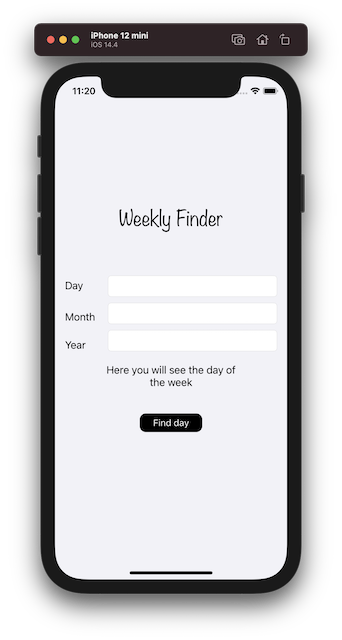 iPhone 12 mini
iOS 14.4
11:20
Weekly Finder
Day
Month
Year
Here you will see the day of
the week
Find day